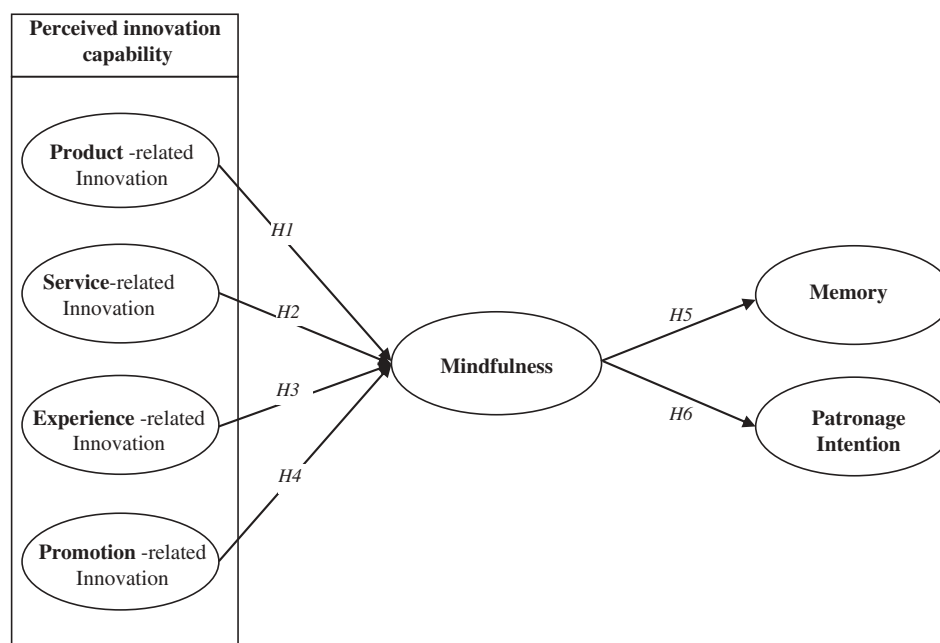 Perceived innovation
capability
Product -related
Innovation
H1
Service-related
Innovation
H2
Experience -related
Innovation
H3
Promotion -related
Innovation
H4
Mindfulness
H5
Memory
H6
Patronage
Intention